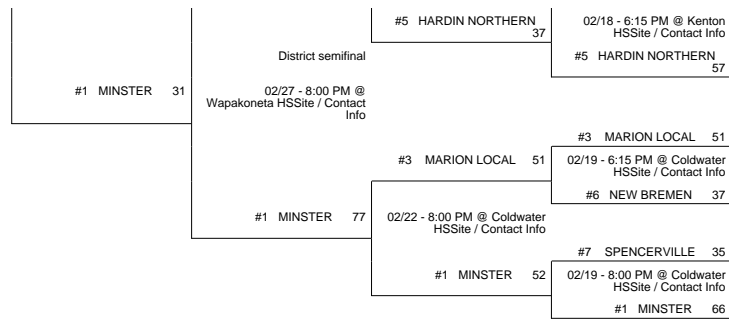 #5 HARDIN NORTHERN
37
02/18 - 6:15 PM @ Kenton
HSSite / Contact Info
#5 HARDIN NORTHERN
57
District semifinal
#1 MINSTER 31
02/27 - 8:00 PM @
Wapakoneta HSSite / Contact
Info
#3 MARION LOCAL 51
#3 MARION LOCAL 51
02/19 - 6:15 PM @ Coldwater
HSSite / Contact Info
#6 NEW BREMEN 37
#1 MINSTER 77
02/22 - 8:00 PM @ Coldwater
HSSite / Contact Info
#7 SPENCERVILLE 35
#1 MINSTER 52
02/19 - 8:00 PM @ Coldwater
HSSite / Contact Info
#1 MINSTER 66